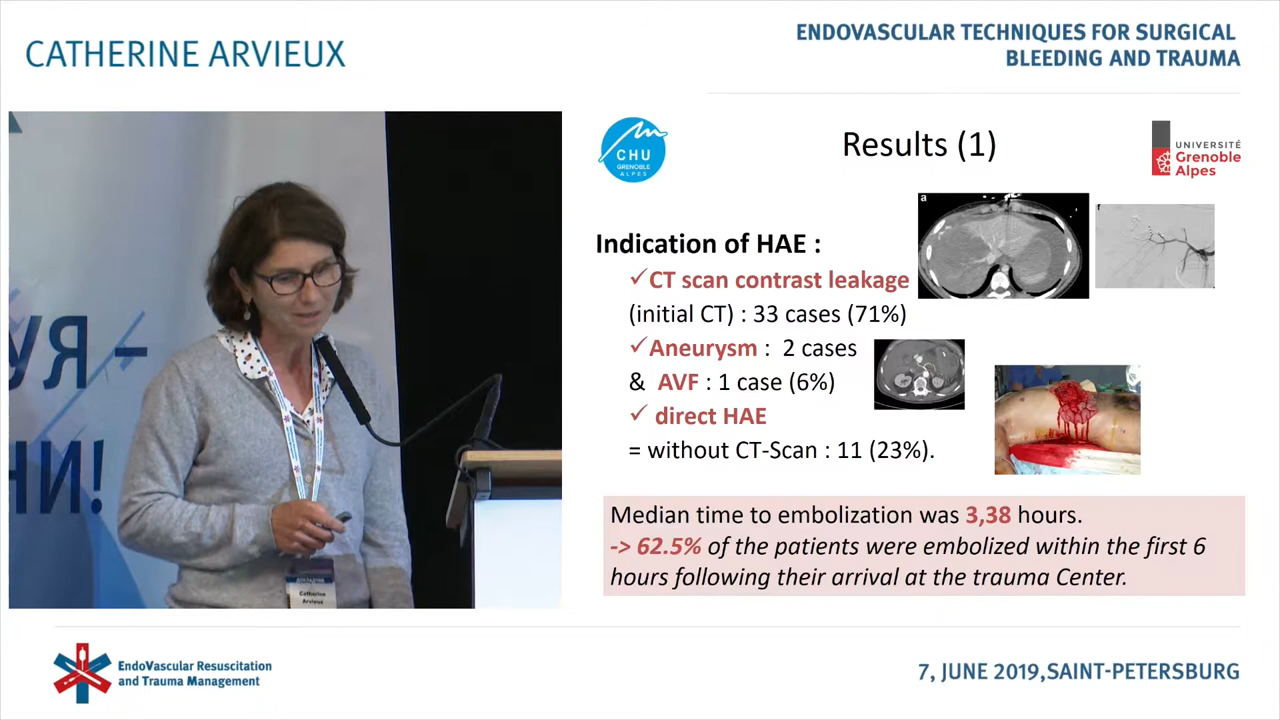 CATHERINE ARVIEUX
ENDOVASCULAR TECHNIQUES FOR SURGICAL
BLEEDING AND TRAUMA
УЯ –
НИ!
ДОКЛАДЧИК
Catherine
Arvieux
CHU
GRENOBLE
ALPES
Results (1)
UNIVERSITÉ
Grenoble
Alpes
a
f
Indication of HAE :
✓CT scan contrast leakage
(initial CT) : 33 cases (71%)
✓Aneurysm : 2 cases
& AVF : 1 case (6%)
✓ direct HAE
= without CT-Scan : 11 (23%).
Median time to embolization was 3,38 hours.
-> 62.5% of the patients were embolized within the first 6
hours following their arrival at the trauma Center.
EndoVascular Resuscitation
and Trauma Management
7, JUNE 2019,SAINT-PETERSBURG